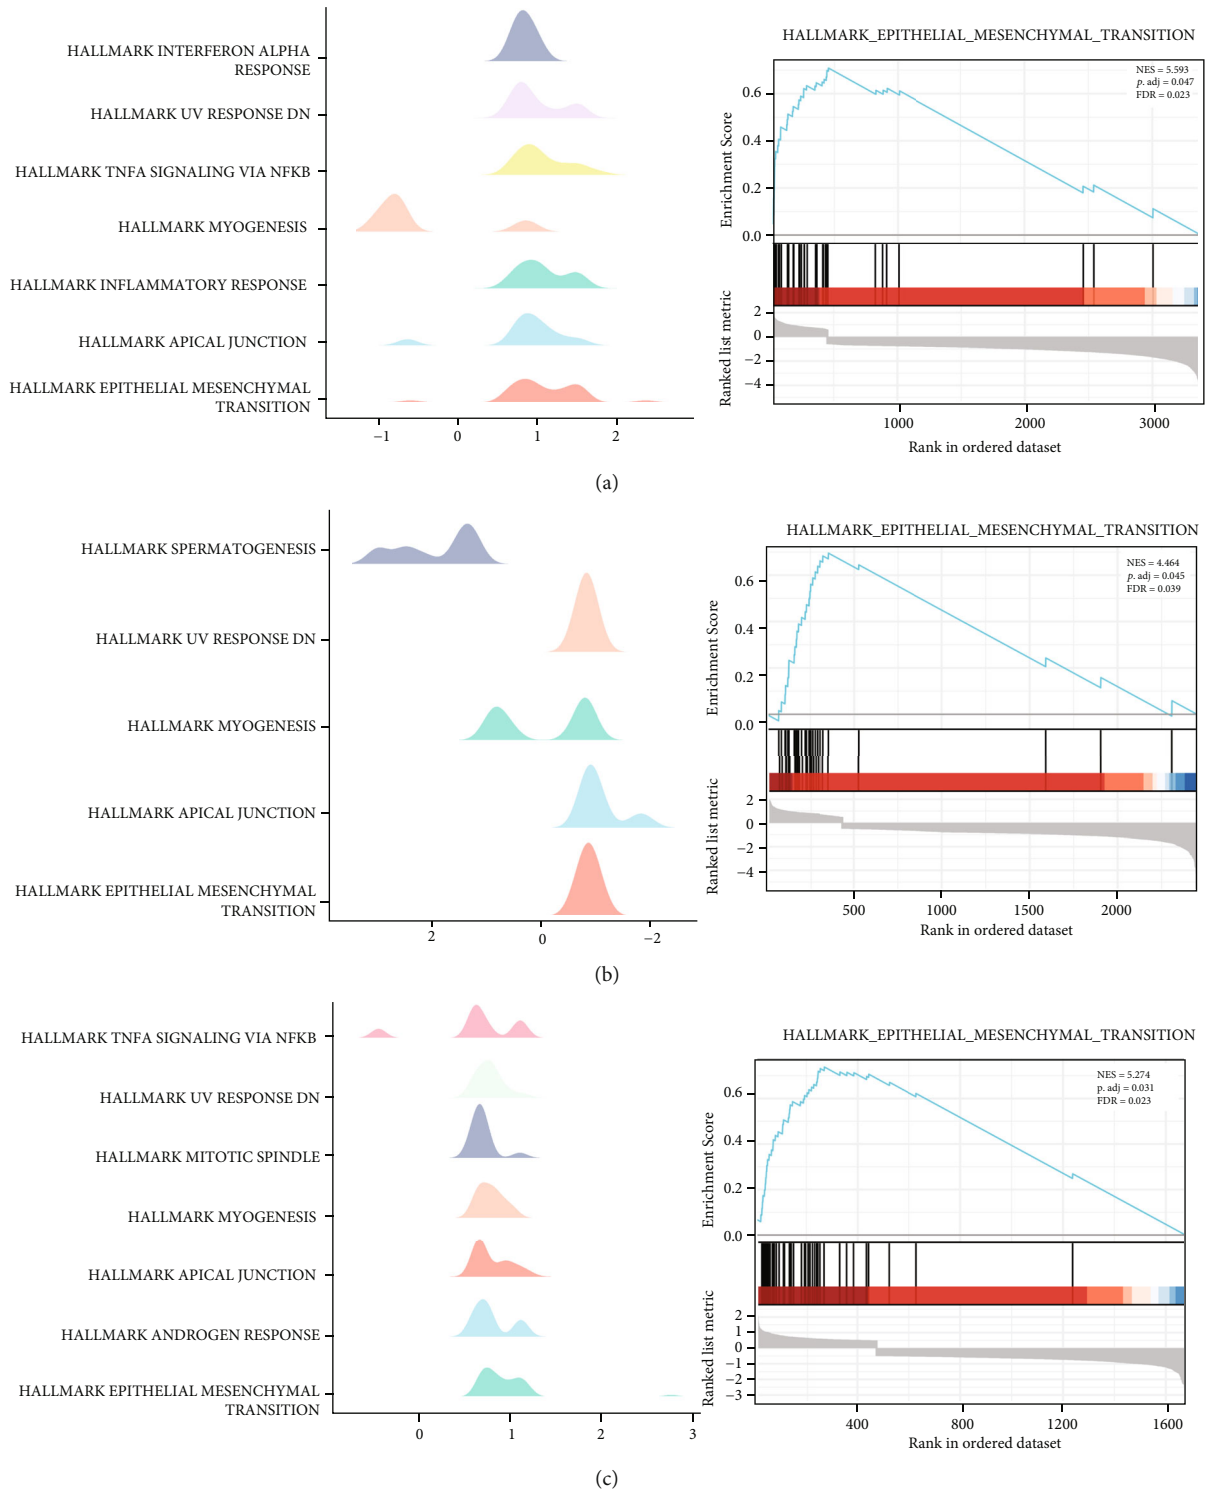 HALLMARK INTERFERON ALPHA
RESPONSE
HALLMARK UV RESPONSE DN
HALLMARK TNFA SIGNALING VIA NFKB
HALLMARK MYOGENESIS
HALLMARK INFLAMMATORY RESPONSE
HALLMARK APICAL JUNCTION
HALLMARK EPITHELIAL MESENCHYMAL
TRANSITION
−1 0 1 2
HALLMARK_EPITHELIAL_MESENCHYMAL_TRANSITION
NES = 5.593
p. adj = 0.047
FDR = 0.023
Enrichment Score
0.6
0.4
0.2
0.0
Ranked list metric
2
0
−2
−4
1000 2000 3000
Rank in ordered dataset
(a)
HALLMARK SPERMATOGENESIS
HALLMARK UV RESPONSE DN
HALLMARK MYOGENESIS
HALLMARK APICAL JUNCTION
HALLMARK EPITHELIAL MESENCHYMAL
TRANSITION
2 0 −2
HALLMARK_EPITHELIAL_MESENCHYMAL_TRANSITION
NES = 4.464
p. adj = 0.045
FDR = 0.039
Enrichment Score
0.6
0.4
0.2
0.0
Ranked list metric
2
0
−2
−4
500 1000 1500 2000
Rank in ordered dataset
(b)
HALLMARK TNFA SIGNALING VIA NFKB
HALLMARK UV RESPONSE DN
HALLMARK MITOTIC SPINDLE
HALLMARK MYOGENESIS
HALLMARK APICAL JUNCTION
HALLMARK ANDROGEN RESPONSE
HALLMARK EPITHELIAL MESENCHYMAL
TRANSITION
0 1 2 3
HALLMARK_EPITHELIAL_MESENCHYMAL_TRANSITION
NES = 5.274
p. adj = 0.031
FDR = 0.023
Enrichment Score
0.6
0.4
0.2
0.0
Ranked list metric
2
1
0
−1
−2
−3
400 800 1200 1600
Rank in ordered dataset
(c)